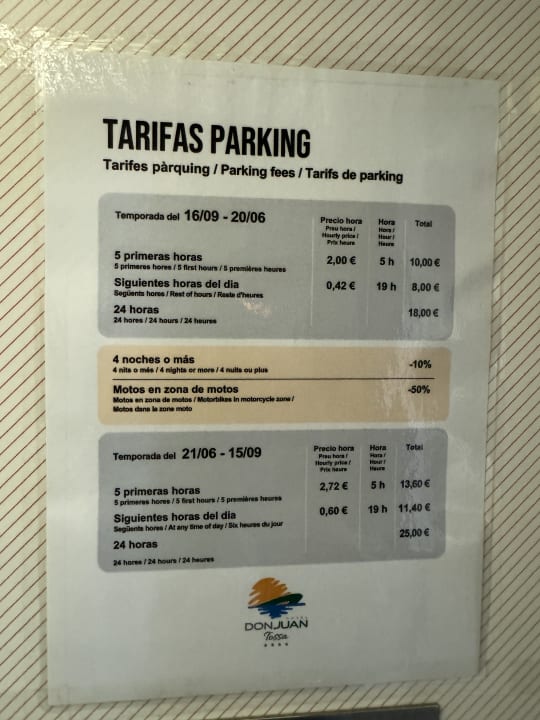 TARIFAS PARKING
Tarifes pàrquing / Parking fees / Tarifs de parking
Temporada del 16/09 - 20/06
Precio hora
Preu hora /
Hourly price /
Prix heure
Hora
Hora /
Hour /
Heure
Total
5 primeras horas
5 primeres hores / 5 first hours / 5 premières heures
2,00 € 5 h 10,00 €
Siguientes horas del día
Següents hores / Rest of hours / Reste d'heures
0,42 € 19 h 8,00 €
24 horas
24 hores / 24 hours / 24 heures
18,00 €
4 noches o más
4 nits o més / 4 nights or more / 4 nuits ou plus
-10%
Motos en zona de motos
Motos en zona de motos / Motorbikes in motorcycle zone /
Motos dans la zone moto
-50%
Temporada del 21/06 - 15/09
Precio hora
Preu hora /
Hourly price /
Prix heure
Hora
Hora /
Hour /
Heure
Total
5 primeras horas
5 primeres hores / 5 first hours / 5 premières heures
2,72 € 5 h 13,60 €
Siguientes horas del día
Següents hores / At any time of day / Six heures du jour
0,60 € 19 h 11,40 €
24 horas
24 hores / 24 hours / 24 heures
25,00 €
HOTEL
DONJUAN
Tossa